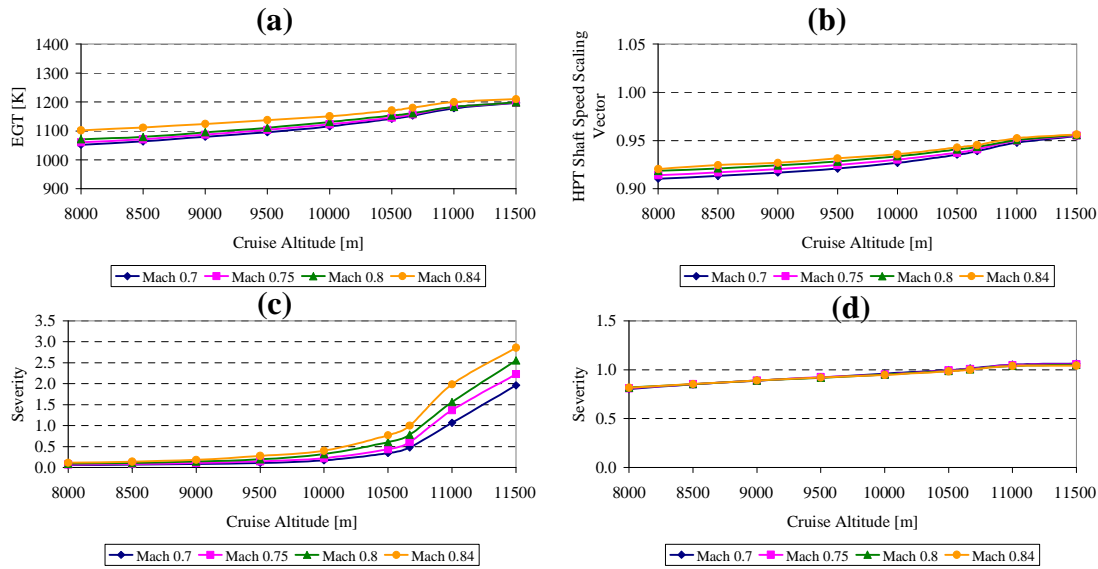 (a)
1400
1300
1200
1100
1000
900
EGT [K]
8000 8500 9000 9500 10000 10500 11000 11500
Cruise Altitude [m]
Mach 0.7 Mach 0.75 Mach 0.8 Mach 0.84
(b)
1.05
1.00
0.95
0.90
HPT Shaft Speed Scaling
Vector
8000 8500 9000 9500 10000 10500 11000 11500
Cruise Altitude [m]
Mach 0.7 Mach 0.75 Mach 0.8 Mach 0.84
(c)
3.5
3.0
2.5
2.0
1.5
1.0
0.5
0.0
Severity
8000 8500 9000 9500 10000 10500 11000 11500
Cruise Altitude [m]
Mach 0.7 Mach 0.75 Mach 0.8 Mach 0.84
(d)
1.5
1.0
0.5
0.0
Severity
8000 8500 9000 9500 10000 10500 11000 11500
Cruise Altitude [m]
Mach 0.7 Mach 0.75 Mach 0.8 Mach 0.84